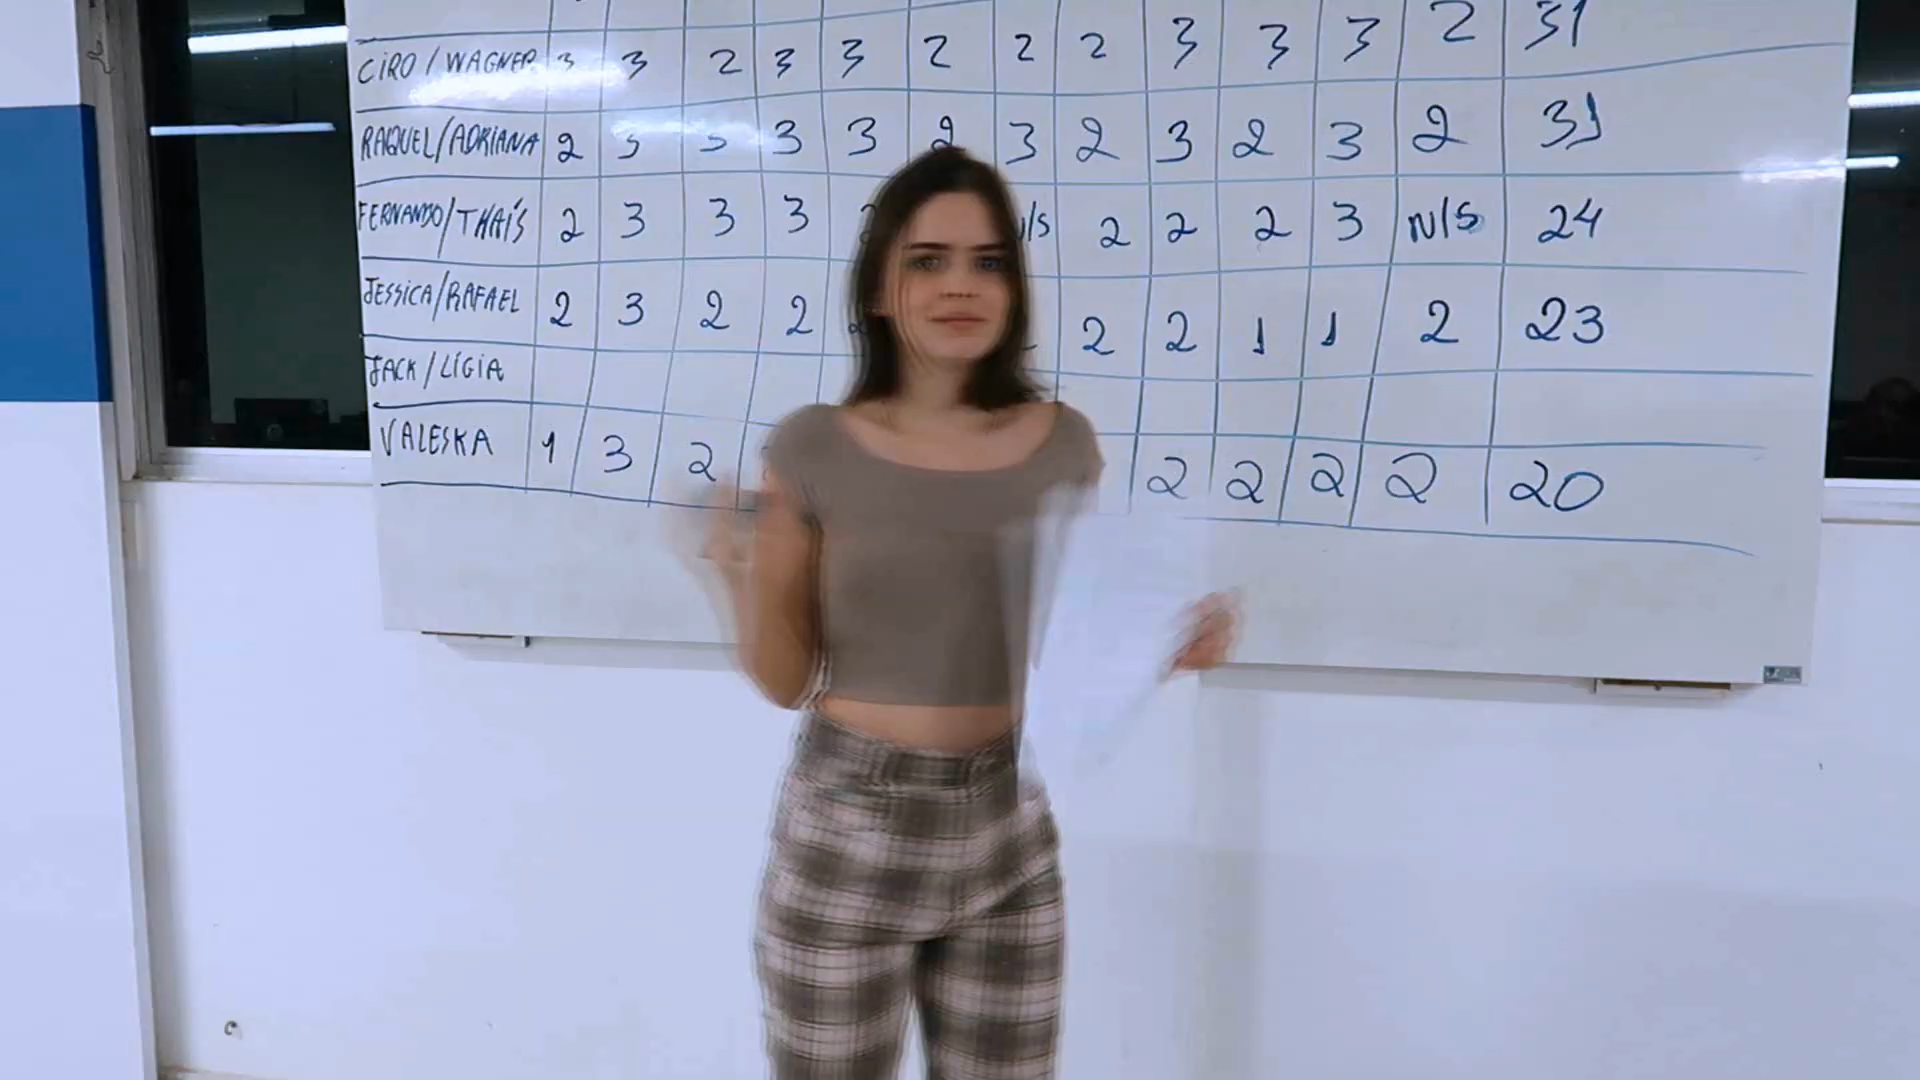 CIRO/WAGNER 3 3 2 3 3 2 2 2 3 3 3 2 31
RAQUEL/ADRIANA 2 3 3 3 2 3 2 3 2 3 2 31
FERNANDO/THAÍS 2 3 3 3 2 2 2 3 N/S 24
JESSICA/RAFAEL 2 3 2 2 2 2 1 1 2 23
JACK/LÍGIA
VALESKA 1 3 2 2 2 2 2 20